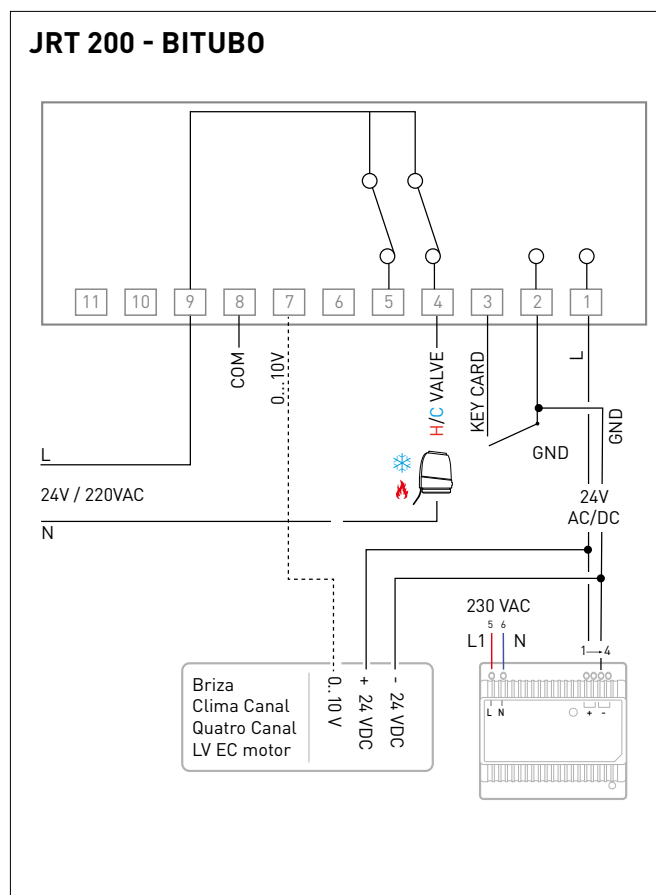 JRT 200 - BITUBO
11 10 9 8 7 6 5 4 3 2 1
COM
0...10V
H/C VALVE
KEY CARD
L
GND
GND
L
24V / 220VAC
N
24V
AC/DC
230 VAC
5 6
L1 N
1 4
L N + -
Briza
Clima Canal
Quatro Canal
LV EC motor
0..10 V
+ 24 VDC
- 24 VDC